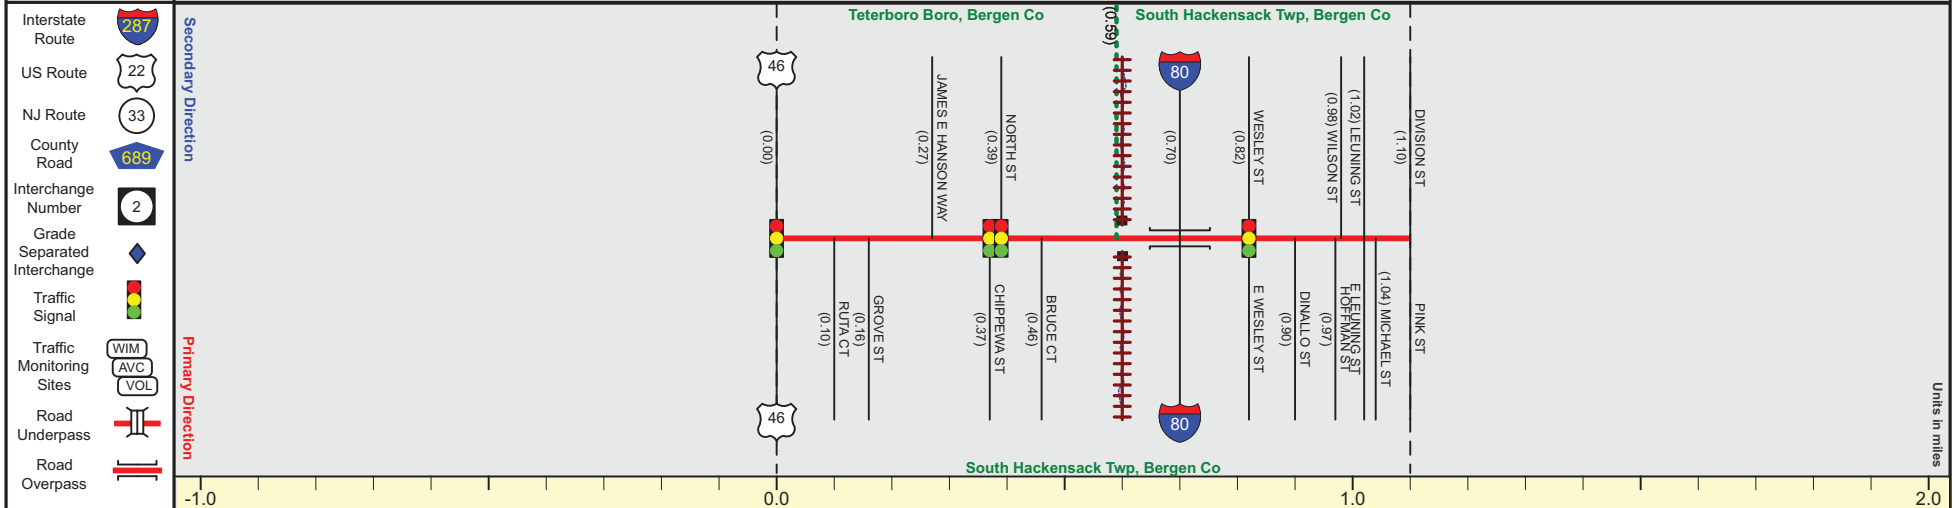 Interstate
Route
287
US Route
22
NJ Route
33
County
Road
689
Interchange
Number
2
Grade
Separated
Interchange
Traffic
Signal
Traffic
Monitoring
Sites
WIM
AVC
VOL
Road
Underpass
Road
Overpass
Secondary Direction
Primary Direction
Teterboro Boro, Bergen Co
(0.59)
South Hackensack Twp, Bergen Co
46
80
(0.00)
JAMES E HANSON WAY
(0.27)
NORTH ST
(0.39)
(0.70)
WESLEY ST
(0.82)
(0.98) WILSON ST
(1.02) LEUNING ST
DIVISION ST
(1.10)
RUTA CT
(0.10)
GROVE ST
(0.16)
CHIPPEWA ST
(0.37)
BRUCE CT
(0.46)
E WESLEY ST
DINALLO ST
(0.90)
HOFFMAN ST
(0.97)
E LEUNING ST
(1.04) MICHAEL ST
PINK ST
46
80
South Hackensack Twp, Bergen Co
Units in miles
-1.0
0.0
1.0
2.0